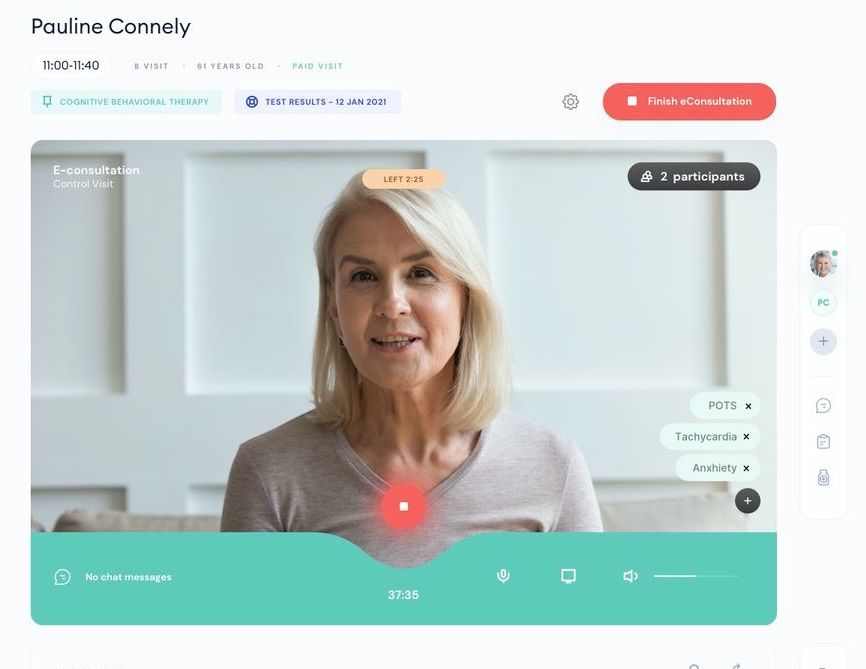 Pauline Connely
11:00-11:40
8 VISIT · 61 YEARS OLD · PAID VISIT
COGNITIVE BEHAVIORAL THERAPY
TEST RESULTS - 12 JAN 2021
Finish eConsultation
E-consultation
Control Visit
LEFT 2:25
2 participants
PC
POTS ×
Tachycardia ×
Anxhiety ×
No chat messages
37:35